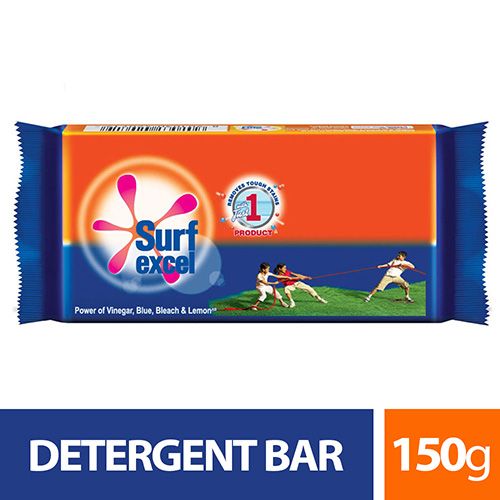 Surf
excel
REMOVES TOUGH STAINS
1
PRODUCT
Power of Vinegar, Blue, Bleach & Lemon
DETERGENT BAR
150g